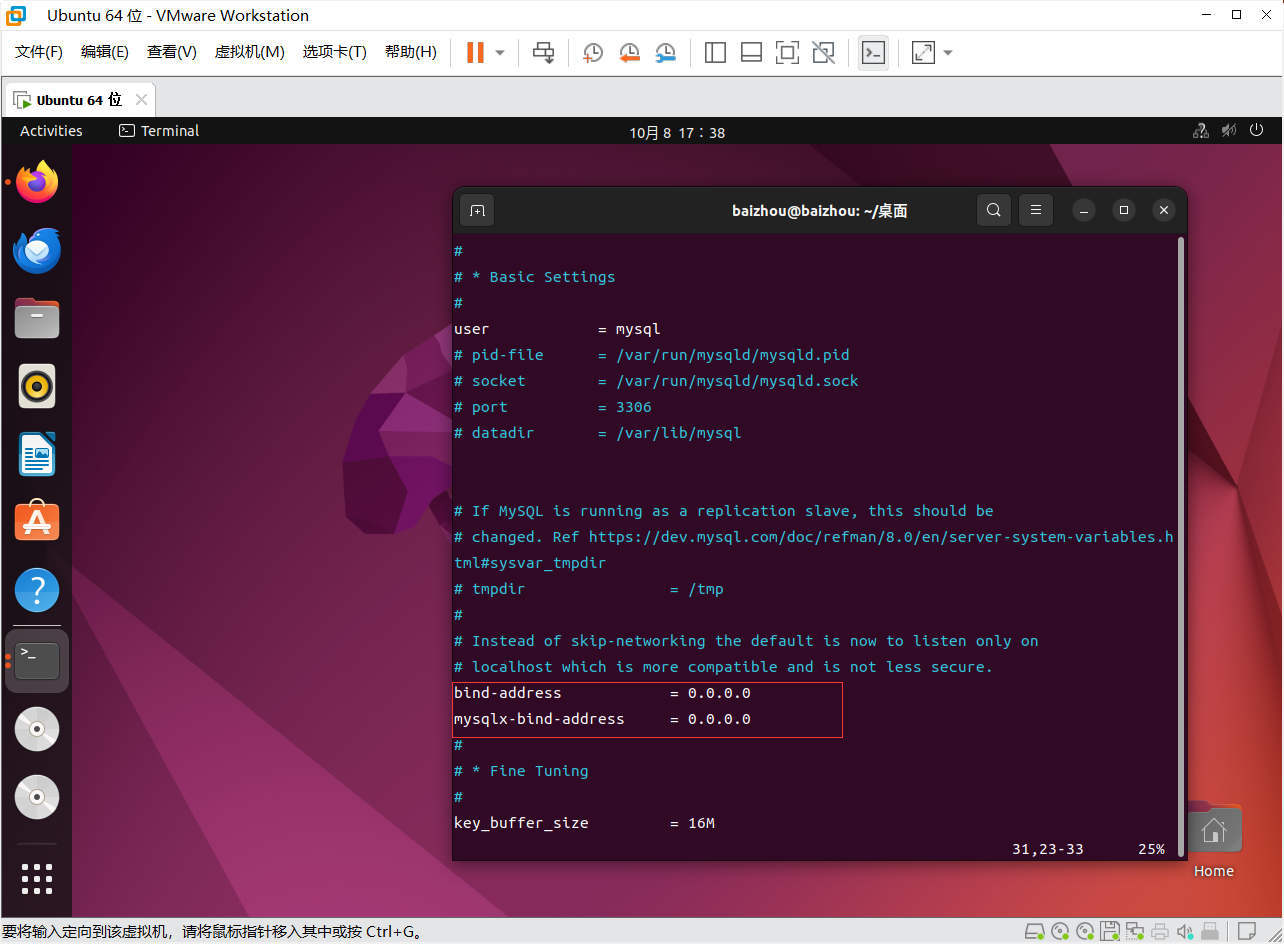 Ubuntu 64 位 - VMware Workstation
文件(F) 编辑(E) 查看(V) 虚拟机(M) 选项卡(T) 帮助(H)
Ubuntu 64 位
Activities Terminal 10月 8 17：38
baizhou@baizhou: ~/桌面
#
# * Basic Settings
#
user = mysql
# pid-file = /var/run/mysqld/mysqld.pid
# socket = /var/run/mysqld/mysqld.sock
# port = 3306
# datadir = /var/lib/mysql
# If MySQL is running as a replication slave, this should be
# changed. Ref https://dev.mysql.com/doc/refman/8.0/en/server-system-variables.h
tml#sysvar_tmpdir
# tmpdir = /tmp
#
# Instead of skip-networking the default is now to listen only on
# localhost which is more compatible and is not less secure.
bind-address = 0.0.0.0
mysqlx-bind-address = 0.0.0.0
#
# * Fine Tuning
#
key_buffer_size = 16M
31,23-33 25%
Home
要将输入定向到该虚拟机，请将鼠标指针移入其中或按 Ctrl+G。